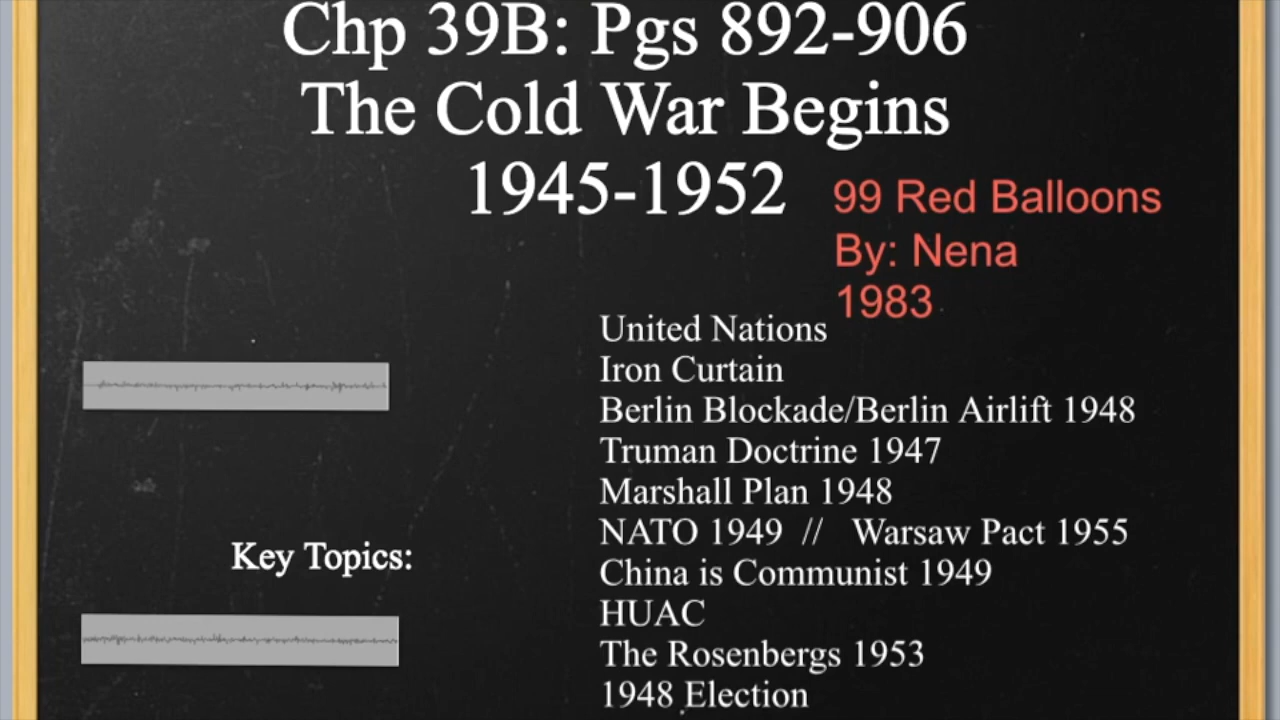 Chp 39B: Pgs 892-906
The Cold War Begins
1945-1952
99 Red Balloons
By: Nena
1983
United Nations
Iron Curtain
Berlin Blockade/Berlin Airlift 1948
Truman Doctrine 1947
Marshall Plan 1948
NATO 1949 // Warsaw Pact 1955
Key Topics:
China is Communist 1949
HUAC
The Rosenbergs 1953
1948 Election